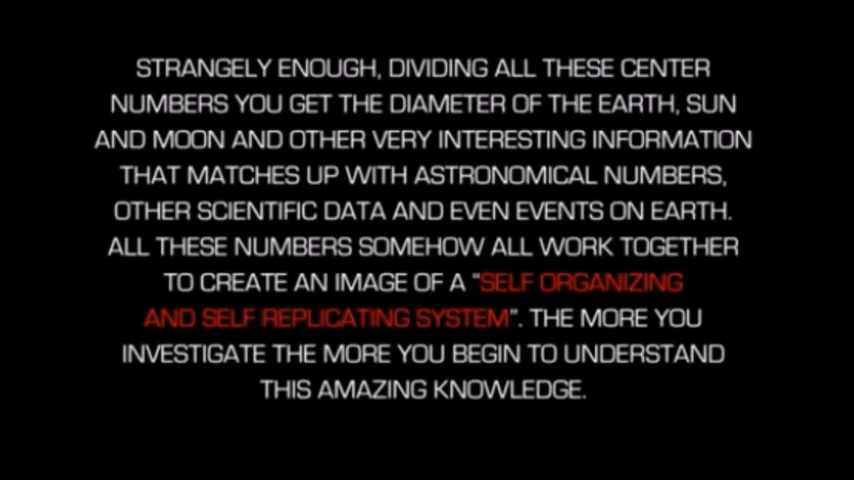 STRANGELY ENOUGH, DIVIDING ALL THESE CENTER
NUMBERS YOU GET THE DIAMETER OF THE EARTH, SUN
AND MOON AND OTHER VERY INTERESTING INFORMATION
THAT MATCHES UP WITH ASTRONOMICAL NUMBERS,
OTHER SCIENTIFIC DATA AND EVEN EVENTS ON EARTH.
ALL THESE NUMBERS SOMEHOW ALL WORK TOGETHER
TO CREATE AN IMAGE OF A "SELF ORGANIZING
AND SELF REPLICATING SYSTEM". THE MORE YOU
INVESTIGATE THE MORE YOU BEGIN TO UNDERSTAND
THIS AMAZING KNOWLEDGE.